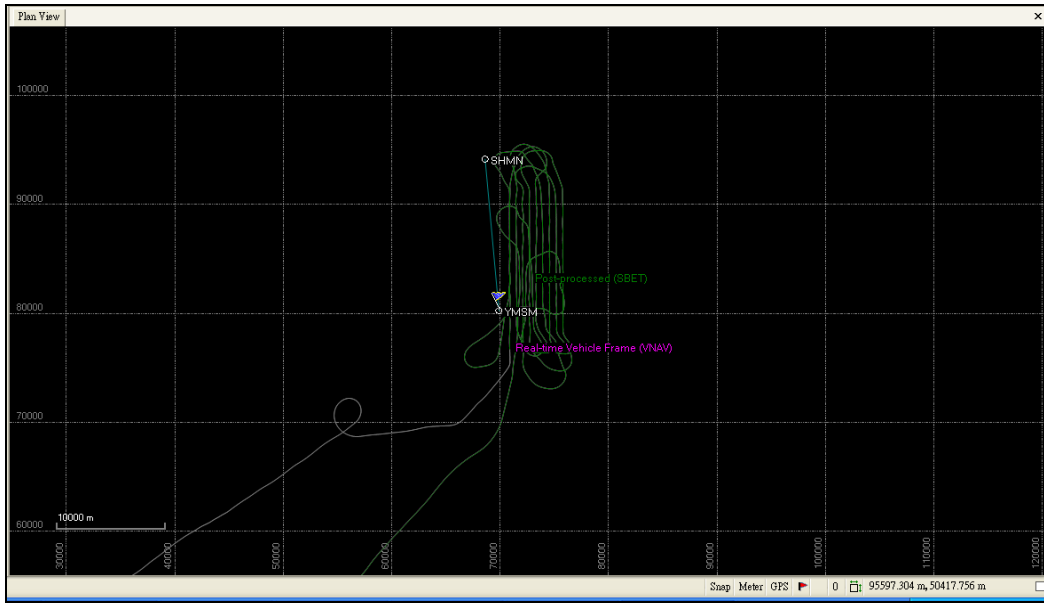 Plan View
100000
SHMN
90000
Post-processed (SBET)
80000
YMSM
Real-time Vehicle Frame (VNAV)
70000
10000 m
60000
30000
40000
50000
60000
70000
80000
90000
100000
110000
120000
Snap Meter GPS 0 95597.304 m, 50417.756 m